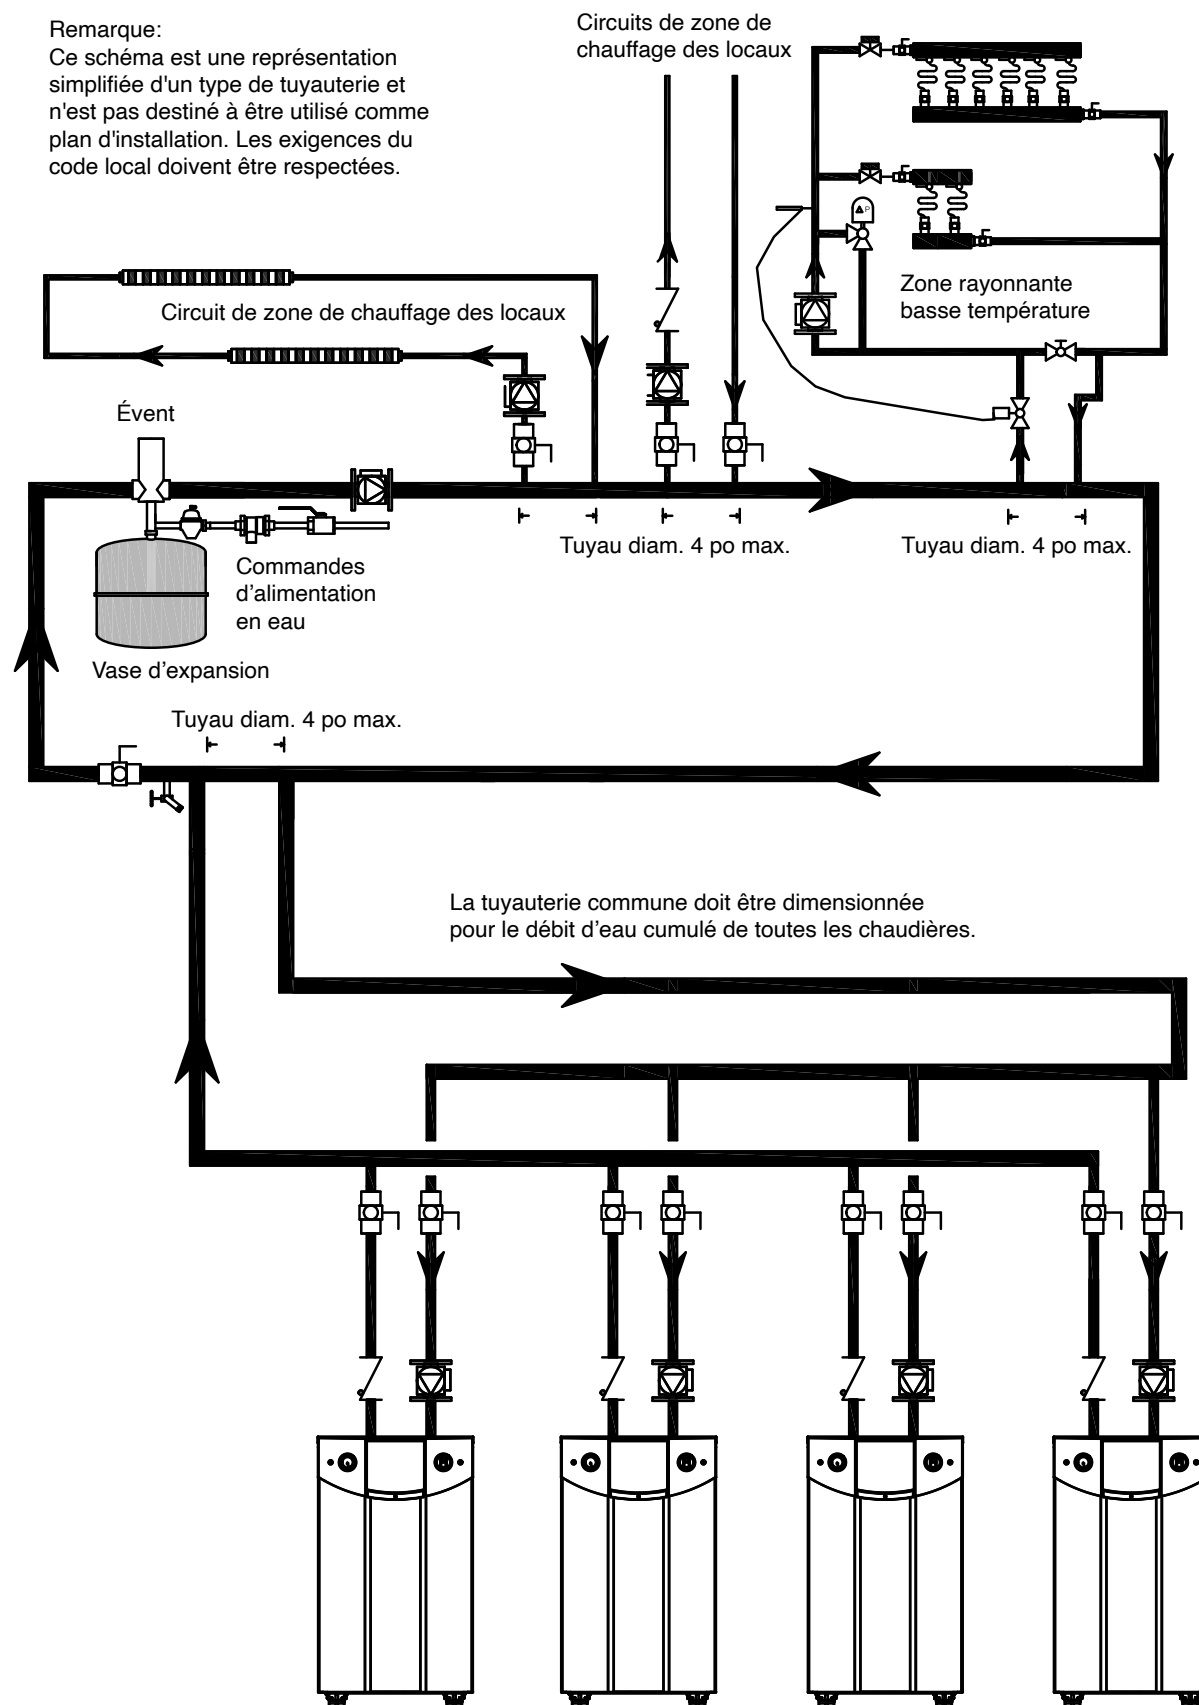 Remarque:
Ce schéma est une représentation
simplifiée d'un type de tuyauterie et
n'est pas destiné à être utilisé comme
plan d'installation. Les exigences du
code local doivent être respectées.
Circuits de zone de
chauffage des locaux
ΔP
Zone rayonnante
basse température
Circuit de zone de chauffage des locaux
Évent
Tuyau diam. 4 po max.
Tuyau diam. 4 po max.
Commandes
d’alimentation
en eau
Vase d’expansion
Tuyau diam. 4 po max.
La tuyauterie commune doit être dimensionnée
pour le débit d’eau cumulé de toutes les chaudières.